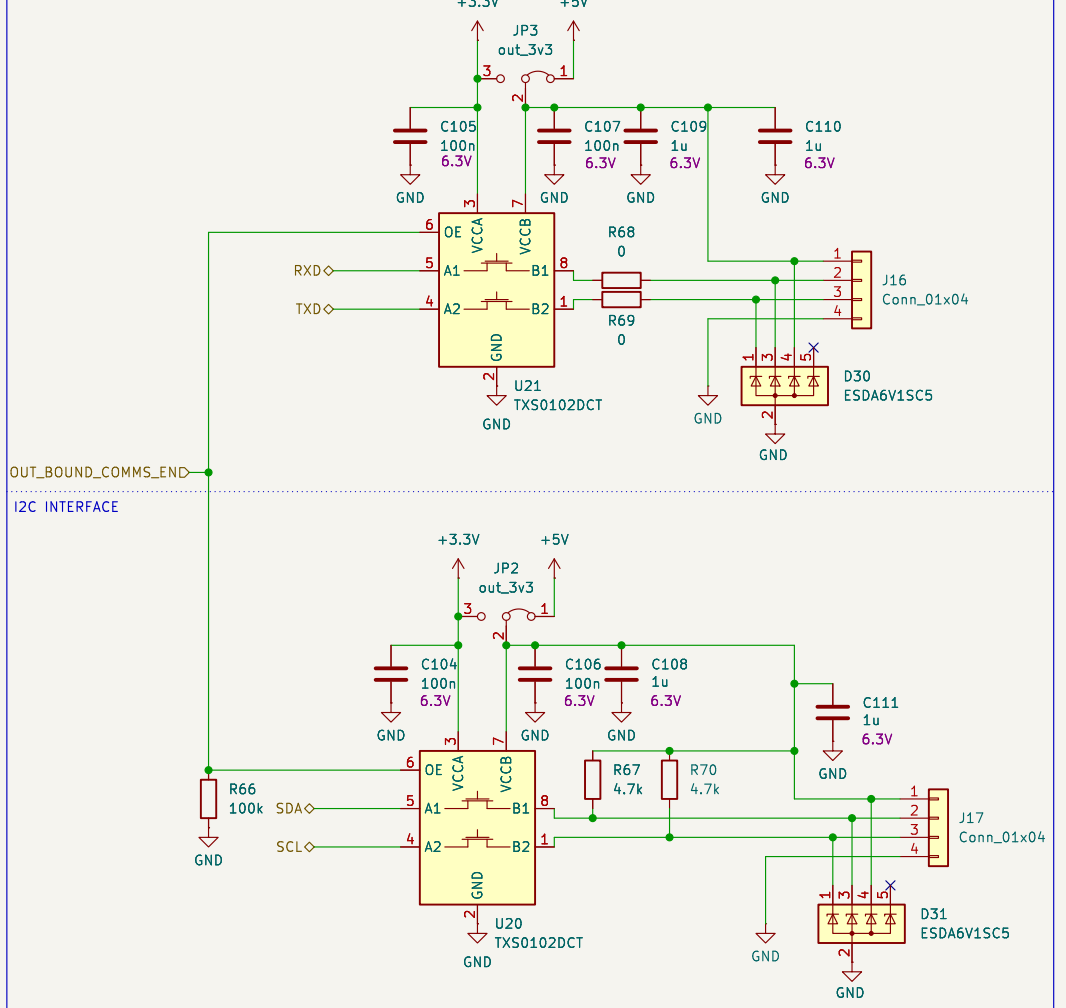 +3.3V
+5V
JP3
out_3v3
3
1
2
C105
100n
6.3V
C107
100n
6.3V
C109
1u
6.3V
C110
1u
6.3V
GND
GND
GND
GND
3
7
6
OE
VCCA
VCCB
RXD
5
A1
B1
8
TXD
4
A2
B2
1
GND
2
U21
TXS0102DCT
GND
R68
0
R69
0
1
2
3
4
J16
Conn_01x04
1
3
4
5
D30
ESDA6V1SC5
GND
2
GND
OUT_BOUND_COMMS_EN
I2C INTERFACE
+3.3V
+5V
JP2
out_3v3
3
1
2
C104
100n
6.3V
C106
100n
6.3V
C108
1u
6.3V
C111
1u
6.3V
GND
GND
GND
GND
3
7
6
OE
VCCA
VCCB
R66
100k
GND
SDA
5
A1
B1
8
SCL
4
A2
B2
1
GND
2
U20
TXS0102DCT
GND
R67
4.7k
R70
4.7k
1
2
3
4
J17
Conn_01x04
1
3
4
5
D31
ESDA6V1SC5
GND
2
GND